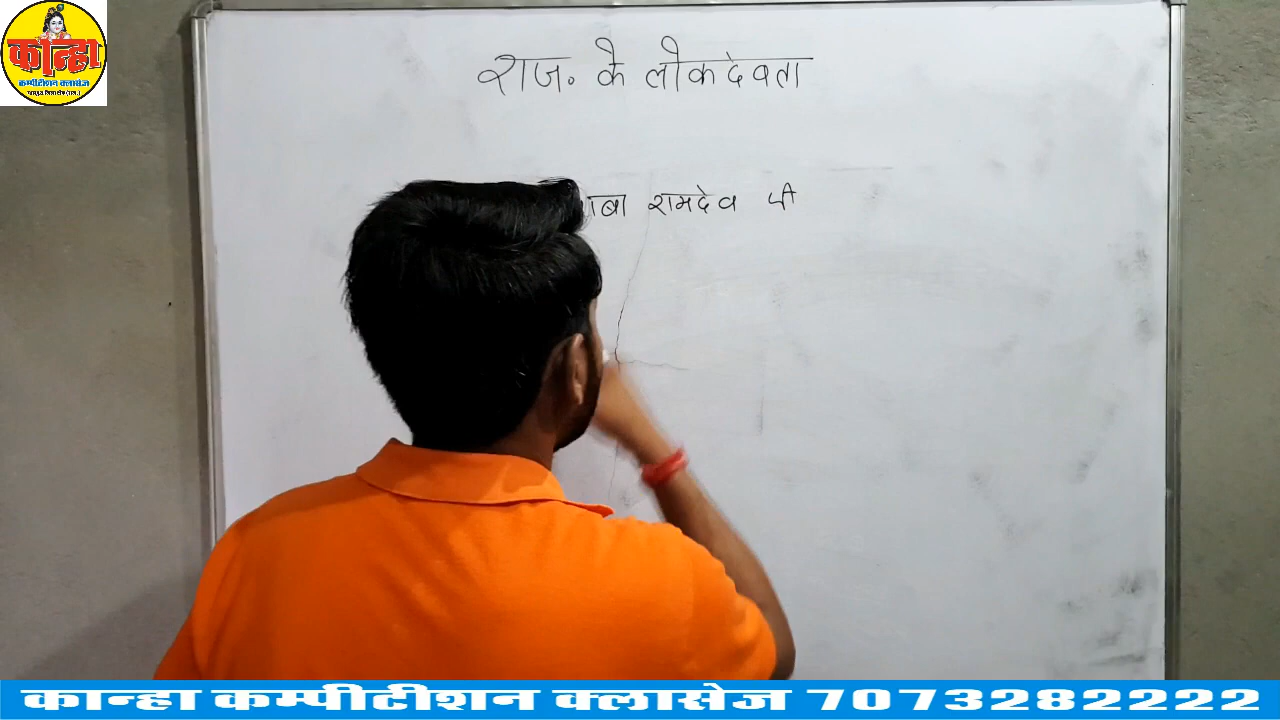 कान्हा
कम्पीटीशन क्लासेज
राज॰ के लोकदेवता
बाबा रामदेव जी
कान्हा कम्पीटीशन क्लासेज 7073282222